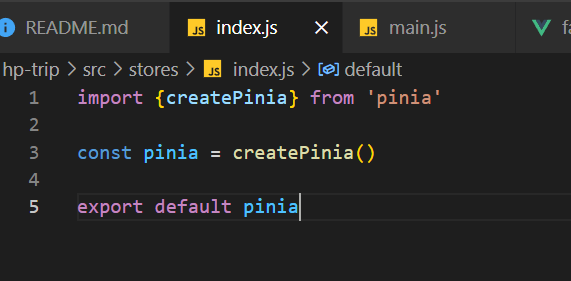 README.md JS index.js × JS main.js
hp-trip > src > stores > JS index.js > default
1 import {createPinia} from 'pinia'
2
3 const pinia = createPinia()
4
5 export default pinia